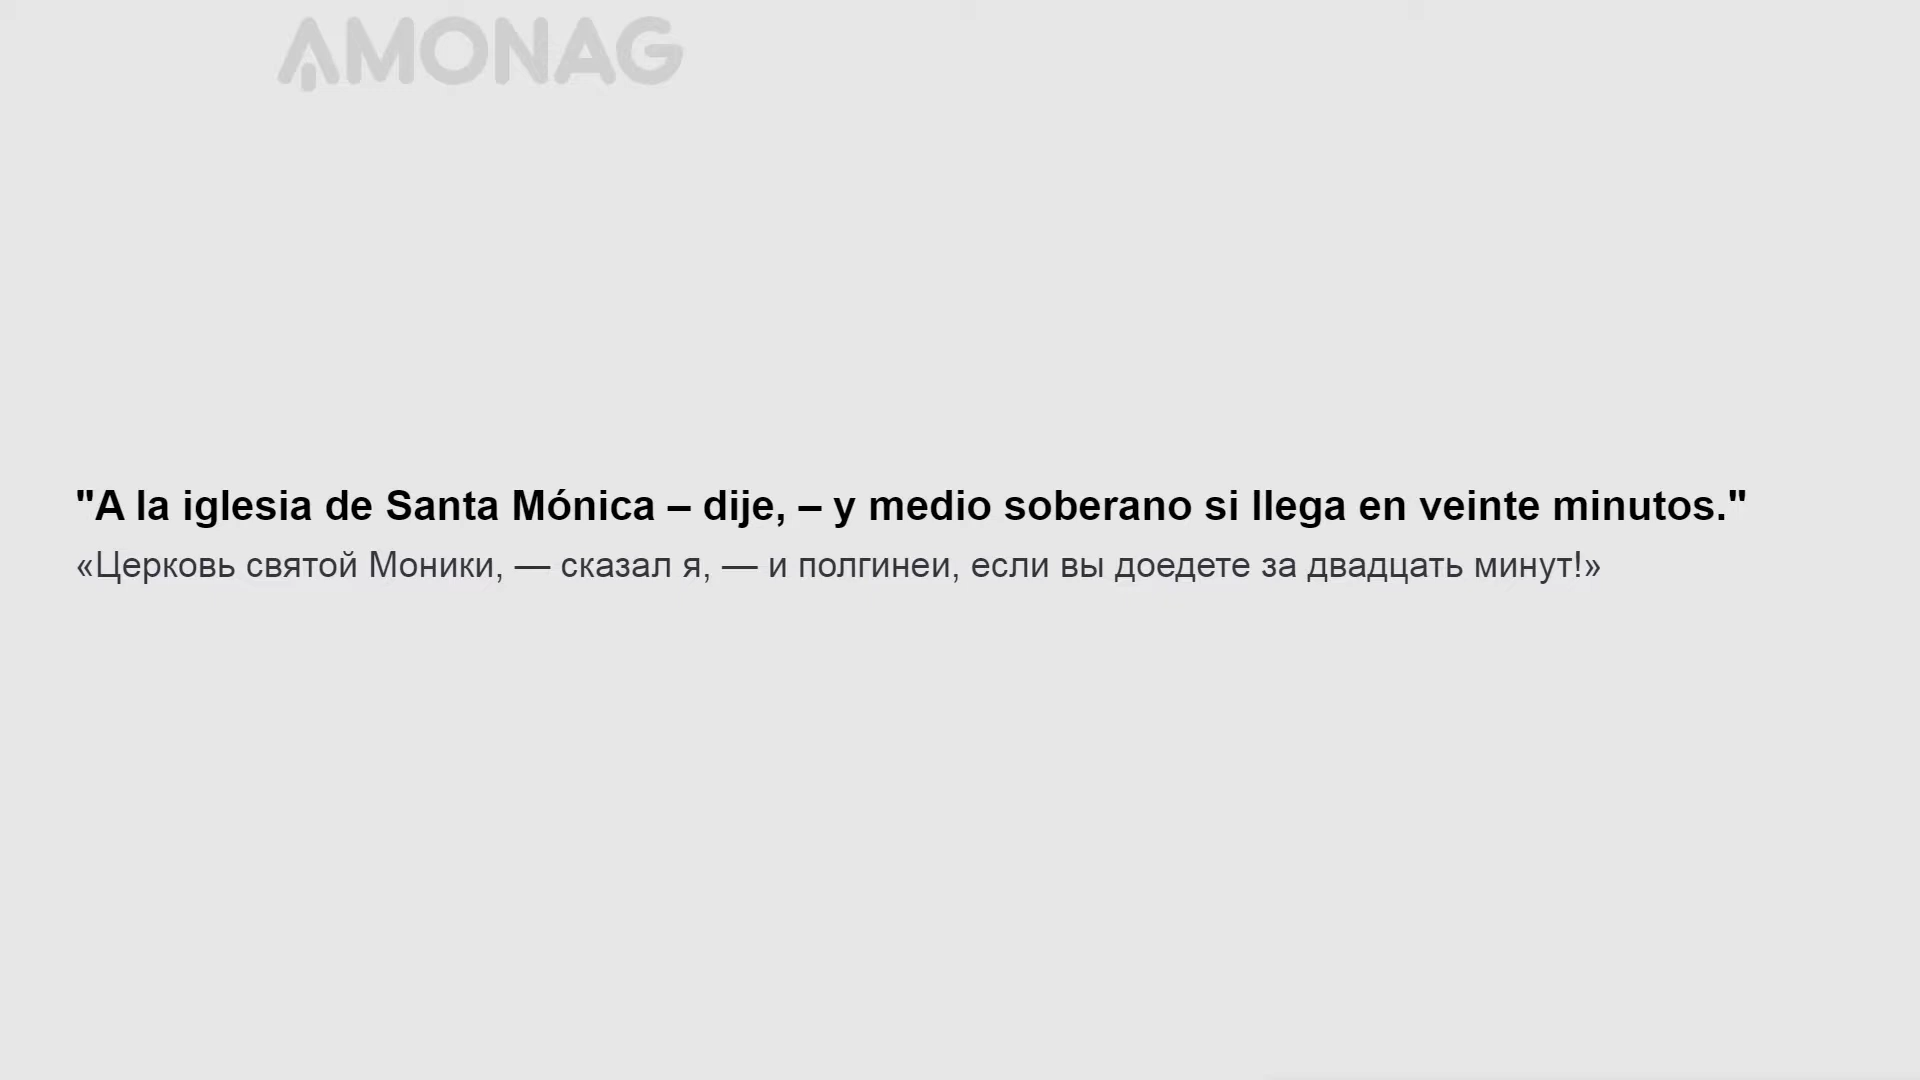 AMONAG
"A la iglesia de Santa Mónica – dije, – y medio soberano si llega en veinte minutos."
«Церковь святой Моники, — сказал я, — и полгинеи, если вы доедете за двадцать минут!»